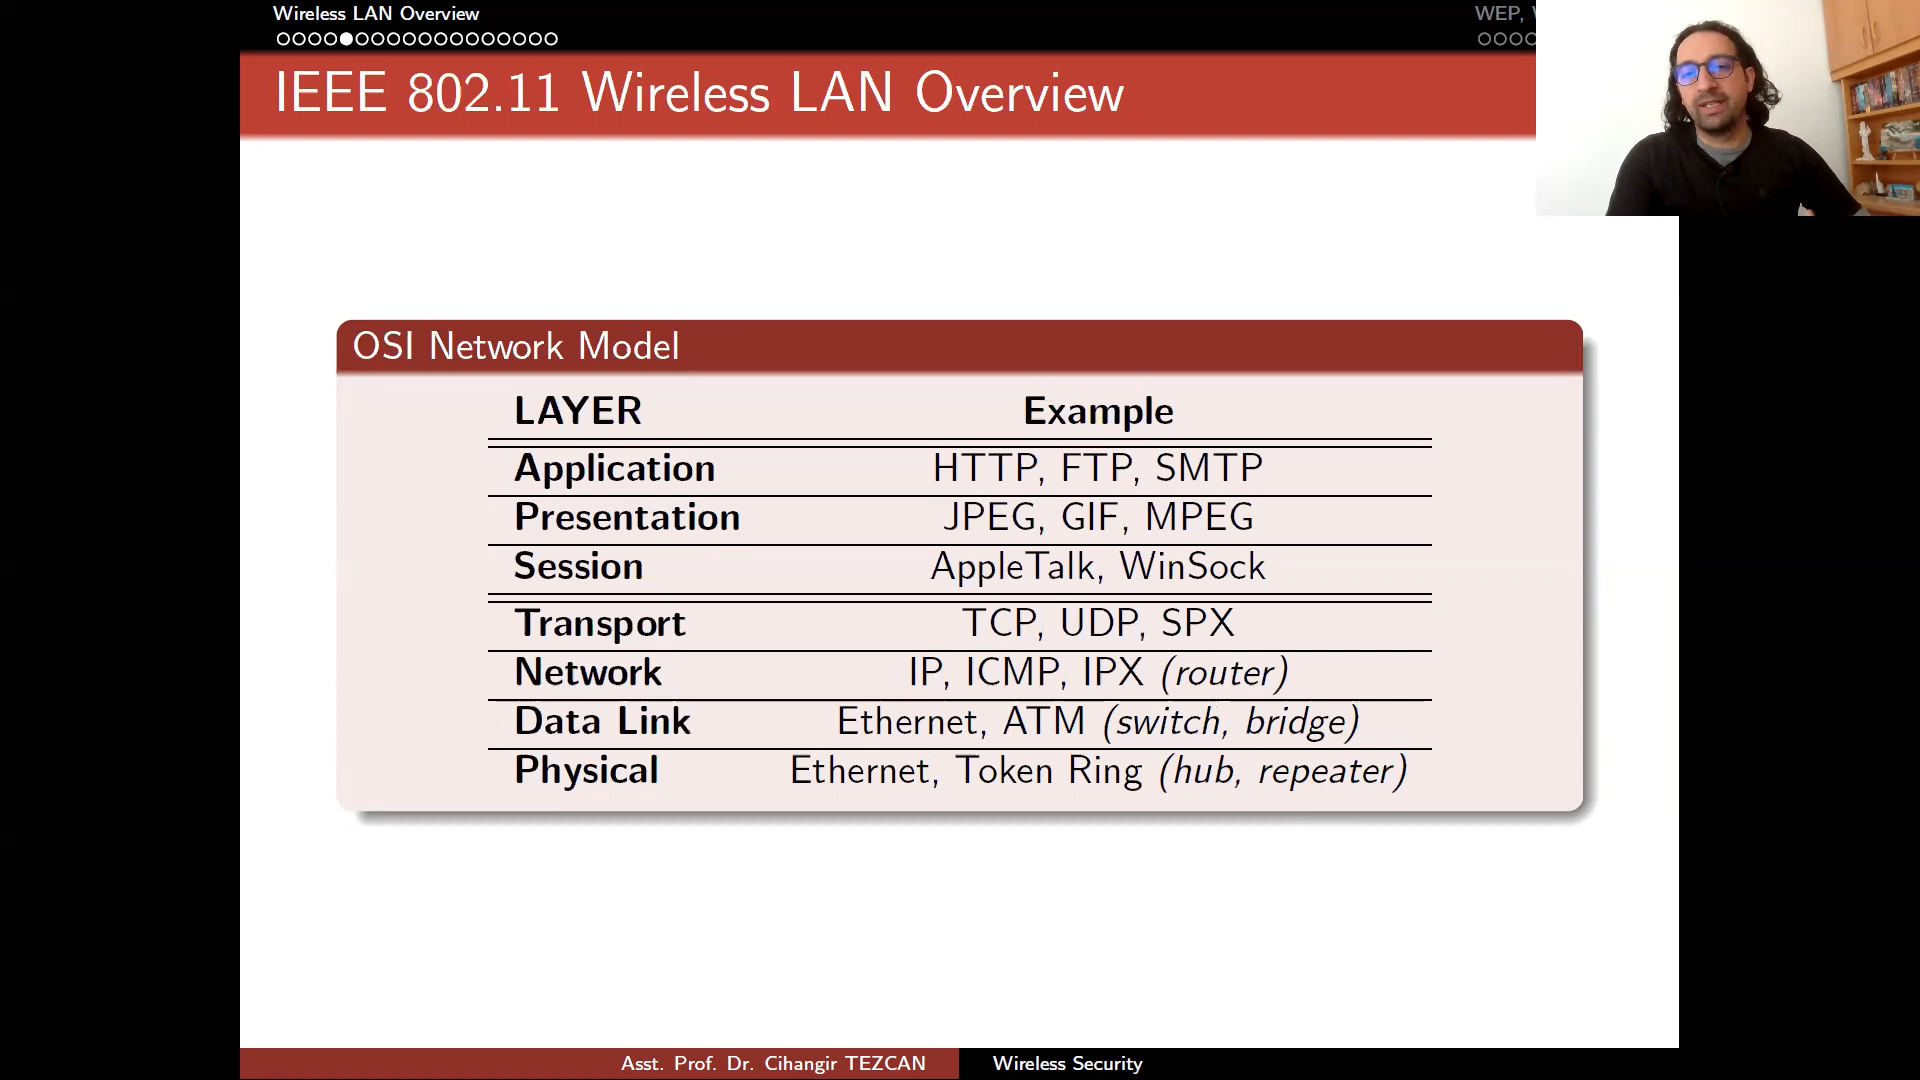 Wireless LAN Overview
WEP,
IEEE 802.11 Wireless LAN Overview
OSI Network Model
LAYER Example
Application HTTP, FTP, SMTP
Presentation JPEG, GIF, MPEG
Session AppleTalk, WinSock
Transport TCP, UDP, SPX
Network IP, ICMP, IPX (router)
Data Link Ethernet, ATM (switch, bridge)
Physical Ethernet, Token Ring (hub, repeater)
Asst. Prof. Dr. Cihangir TEZCAN Wireless Security